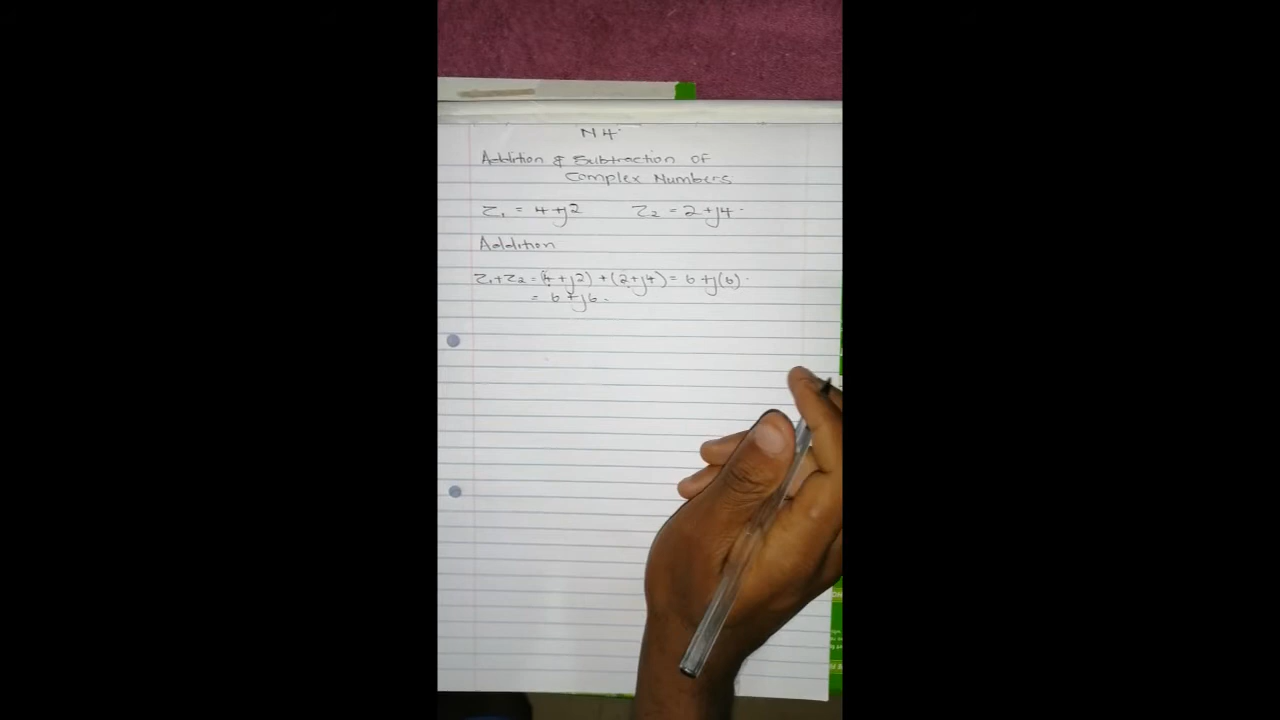 N4
Addition & Subtraction of
Complex Numbers
Z₁ = 4+j2 Z₂ = 2+j4
Addition
Z₁+Z₂ = (4+j2) + (2+j4) = 6+j(6)
= 6+j6